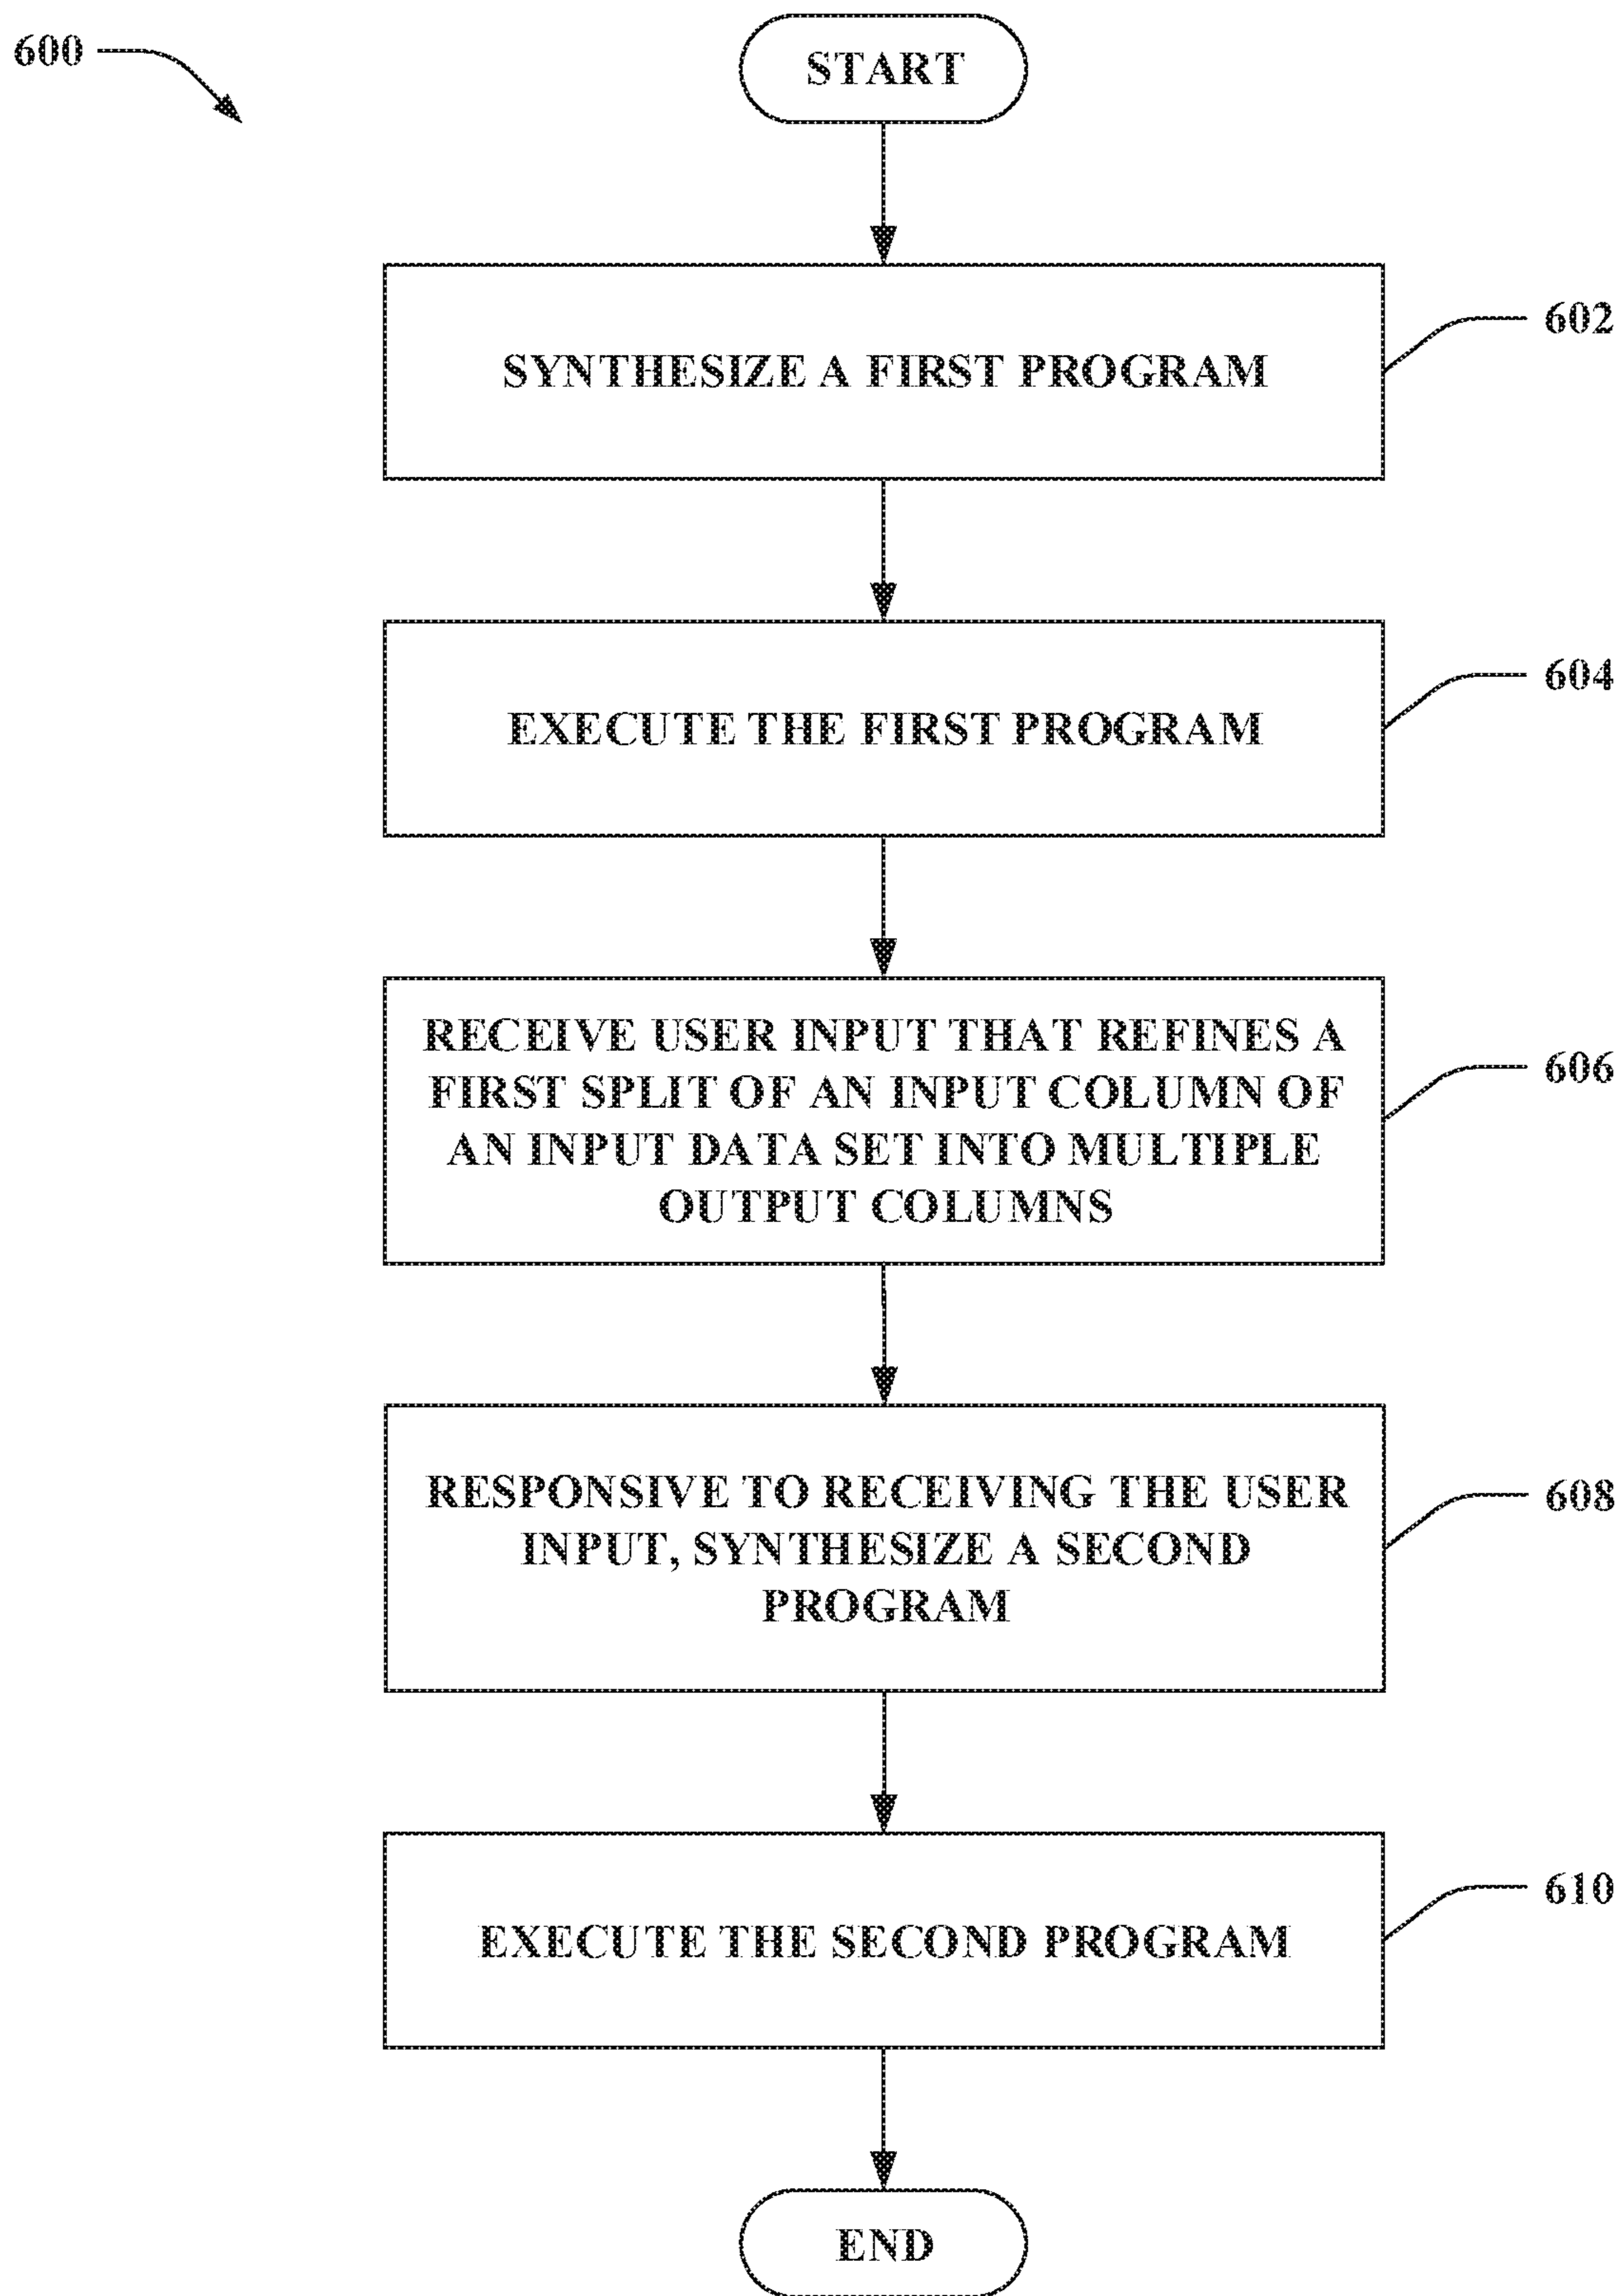 600
START
602
SYNTHESIZE A FIRST PROGRAM
604
EXECUTE THE FIRST PROGRAM
RECEIVE USER INPUT THAT REFINES A
FIRST SPLIT OF AN INPUT COLUMN OF
AN INPUT DATA SET INTO MULTIPLE
OUTPUT COLUMNS
606
RESPONSIVE TO RECEIVING THE USER
INPUT, SYNTHESIZE A SECOND
PROGRAM
608
610
EXECUTE THE SECOND PROGRAM
END